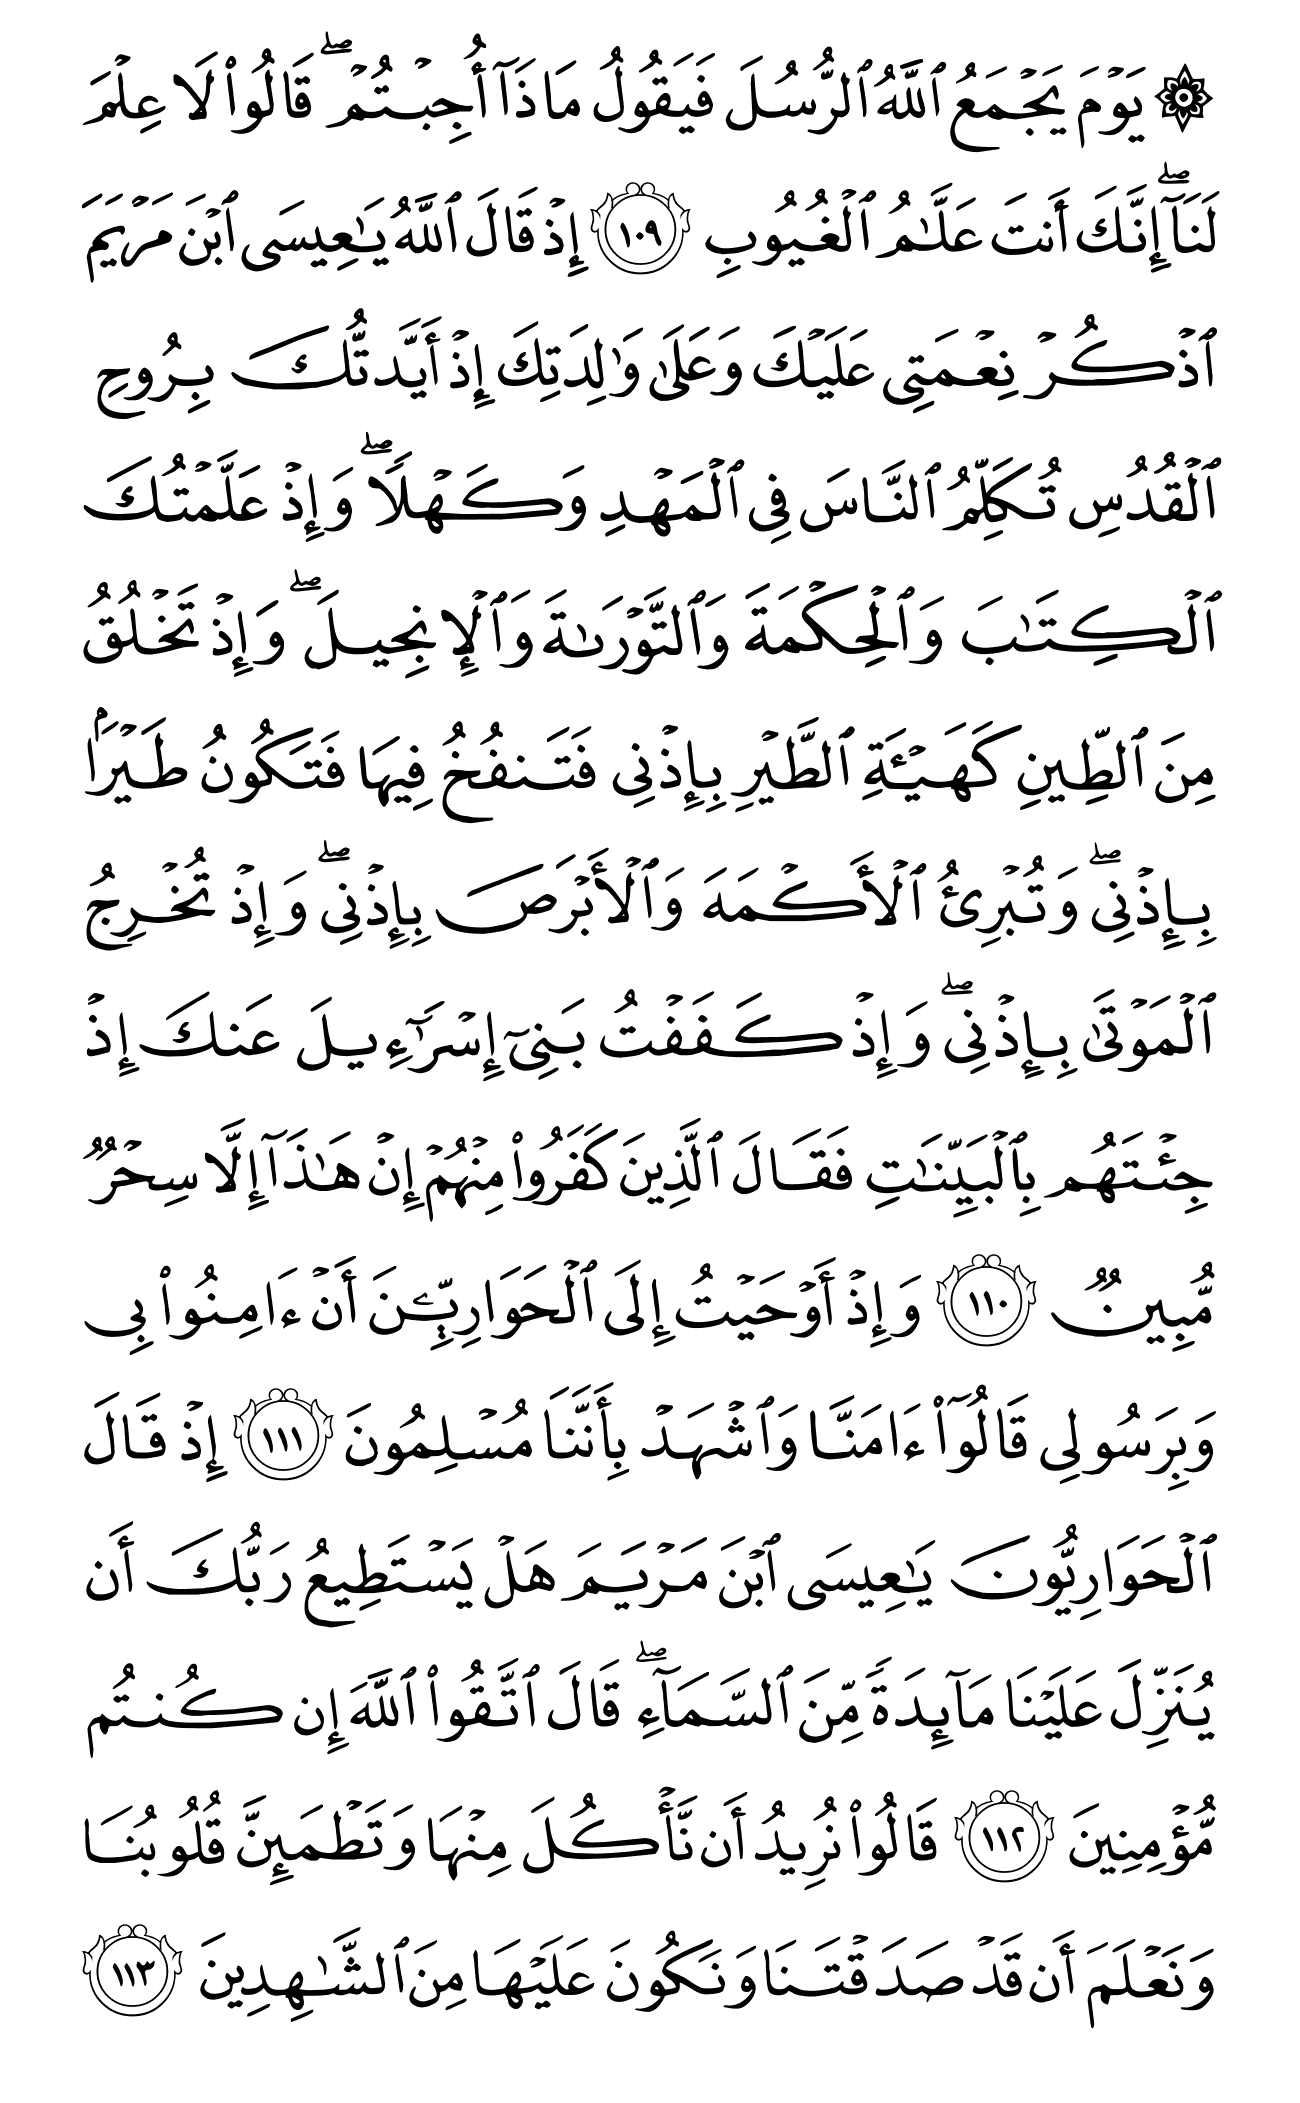 ۞ يَوْمَ يَجْمَعُ ٱللَّهُ ٱلرُّسُلَ فَيَقُولُ مَاذَآ أُجِبْتُمْ ۖ قَالُوا۟ لَا عِلْمَ
لَنَآ ۖ إِنَّكَ أَنتَ عَلَّـٰمُ ٱلْغُيُوبِ ١٠٩ إِذْ قَالَ ٱللَّهُ يَـٰعِيسَى ٱبْنَ مَرْيَمَ
ٱذْكُرْ نِعْمَتِى عَلَيْكَ وَعَلَىٰ وَٰلِدَتِكَ إِذْ أَيَّدتُّكَ بِرُوحِ
ٱلْقُدُسِ تُكَلِّمُ ٱلنَّاسَ فِى ٱلْمَهْدِ وَكَهْلًا ۖ وَإِذْ عَلَّمْتُكَ
ٱلْكِتَـٰبَ وَٱلْحِكْمَةَ وَٱلتَّوْرَىٰةَ وَٱلْإِنجِيلَ ۖ وَإِذْ تَخْلُقُ
مِنَ ٱلطِّينِ كَهَيْـَٔةِ ٱلطَّيْرِ بِإِذْنِى فَتَنفُخُ فِيهَا فَتَكُونُ طَيْرًۢا
بِإِذْنِى ۖ وَتُبْرِئُ ٱلْأَكْمَهَ وَٱلْأَبْرَصَ بِإِذْنِى ۖ وَإِذْ تُخْرِجُ
ٱلْمَوْتَىٰ بِإِذْنِى ۖ وَإِذْ كَفَفْتُ بَنِىٓ إِسْرَٰٓءِيلَ عَنكَ إِذْ
جِئْتَهُم بِٱلْبَيِّنَـٰتِ فَقَالَ ٱلَّذِينَ كَفَرُوا۟ مِنْهُمْ إِنْ هَـٰذَآ إِلَّا سِحْرٌ
مُّبِينٌ ١١٠ وَإِذْ أَوْحَيْتُ إِلَى ٱلْحَوَارِيِّـۧنَ أَنْ ءَامِنُوا۟ بِى
وَبِرَسُولِى قَالُوٓا۟ ءَامَنَّا وَٱشْهَدْ بِأَنَّنَا مُسْلِمُونَ ١١١ إِذْ قَالَ
ٱلْحَوَارِيُّونَ يَـٰعِيسَى ٱبْنَ مَرْيَمَ هَلْ يَسْتَطِيعُ رَبُّكَ أَن
يُنَزِّلَ عَلَيْنَا مَآئِدَةً مِّنَ ٱلسَّمَآءِ ۖ قَالَ ٱتَّقُوا۟ ٱللَّهَ إِن كُنتُم
مُّؤْمِنِينَ ١١٢ قَالُوا۟ نُرِيدُ أَن نَّأْكُلَ مِنْهَا وَتَطْمَئِنَّ قُلُوبُنَا
وَنَعْلَمَ أَن قَدْ صَدَقْتَنَا وَنَكُونَ عَلَيْهَا مِنَ ٱلشَّـٰهِدِينَ ١١٣